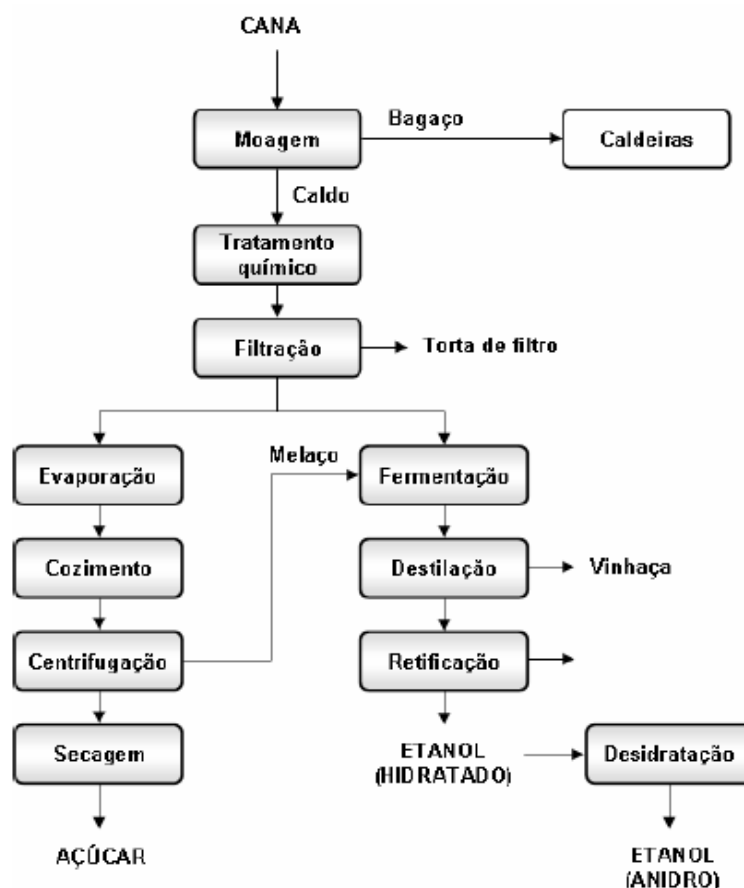 CANA
Moagem
Bagaço
Caldeiras
Caldo
Tratamento
químico
Filtração
Torta de filtro
Evaporação
Melaço
Fermentação
Cozimento
Destilação
Vinhaça
Centrifugação
Retificação
Secagem
ETANOL
(HIDRATADO)
Desidratação
AÇÚCAR
ETANOL
(ANIDRO)